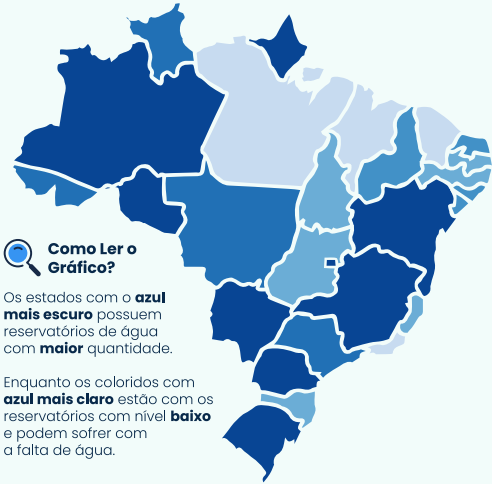 Como Ler o
Gráfico?
Os estados com o azul
mais escuro possuem
reservatórios de água
com maior quantidade.
Enquanto os coloridos com
azul mais claro estão com os
reservatórios com nível baixo
e podem sofrer com
a falta de água.